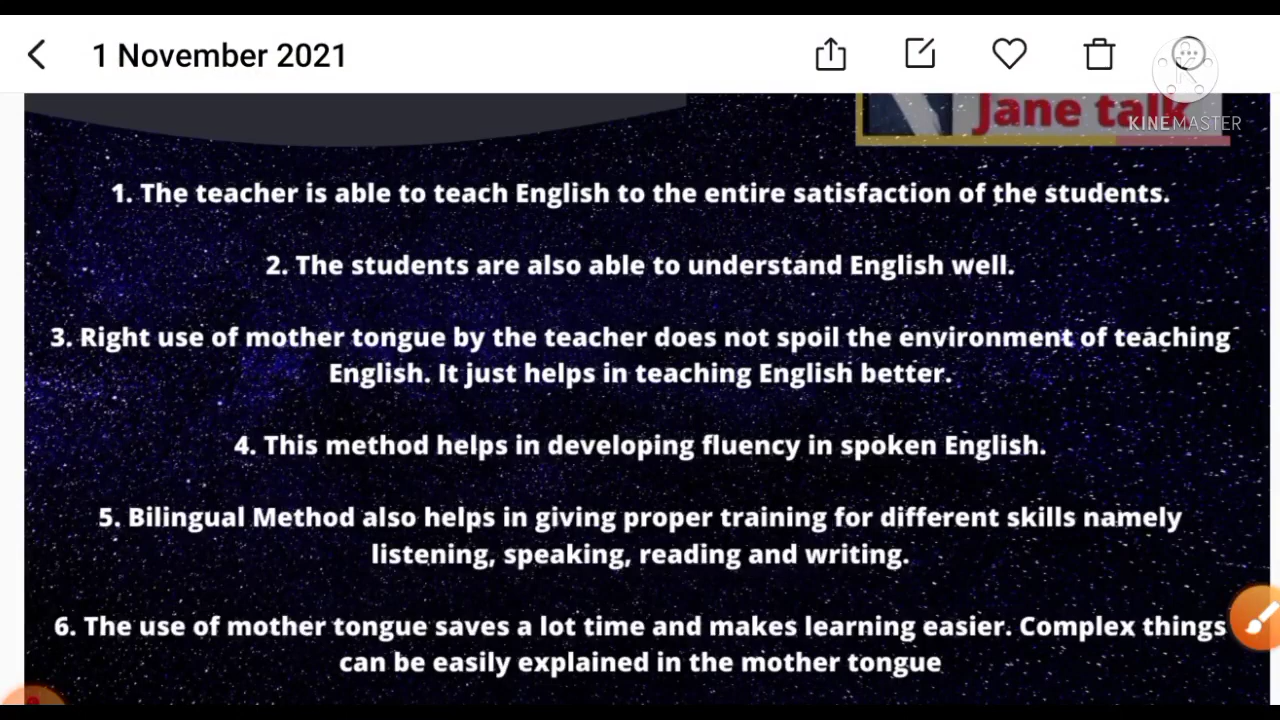 1 November 2021
Jane talk
KINEMASTER
1. The teacher is able to teach English to the entire satisfaction of the students.
2. The students are also able to understand English well.
3. Right use of mother tongue by the teacher does not spoil the environment of teaching
English. It just helps in teaching English better.
4. This method helps in developing fluency in spoken English.
5. Bilingual Method also helps in giving proper training for different skills namely
listening, speaking, reading and writing.
6. The use of mother tongue saves a lot time and makes learning easier. Complex things
can be easily explained in the mother tongue